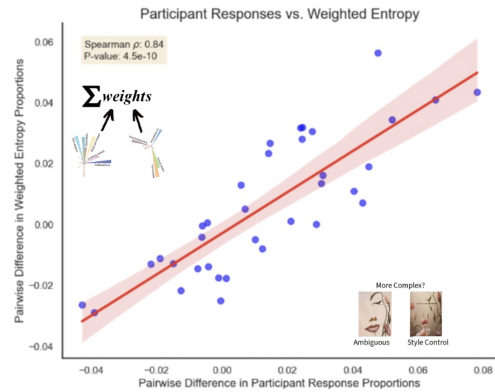 Participant Responses vs. Weighted Entropy
Spearman ρ: 0.84
P-value: 4.5e-10
∑ weights
Pairwise Difference in Weighted Entropy Proportions
0.06
0.04
0.02
0.00
−0.02
−0.04
More Complex?
Ambiguous
Style Control
−0.04
−0.02
0.00
0.02
0.04
0.06
0.08
Pairwise Difference in Participant Response Proportions